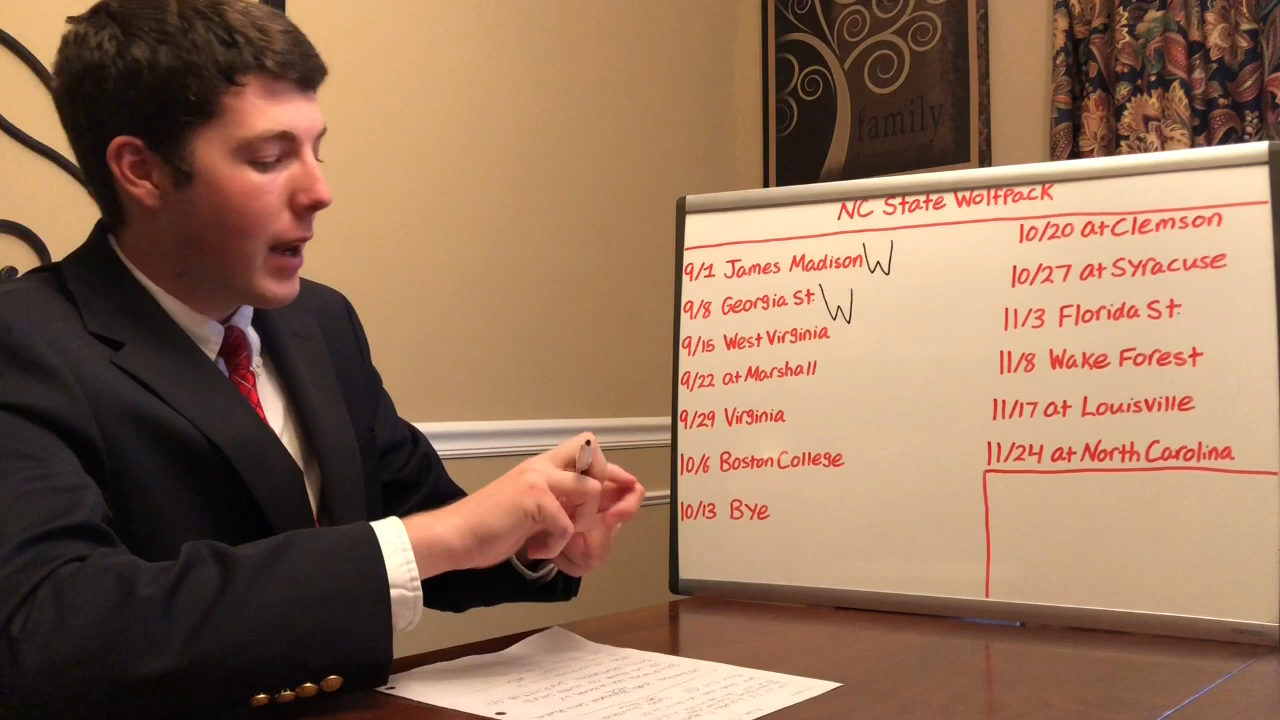 family
NC State Wolfpack
9/1 James Madison W
9/8 Georgia St. W
9/15 West Virginia
9/22 at Marshall
9/29 Virginia
10/6 Boston College
10/13 Bye
10/20 at Clemson
10/27 at Syracuse
11/3 Florida St.
11/8 Wake Forest
11/17 at Louisville
11/24 at North Carolina